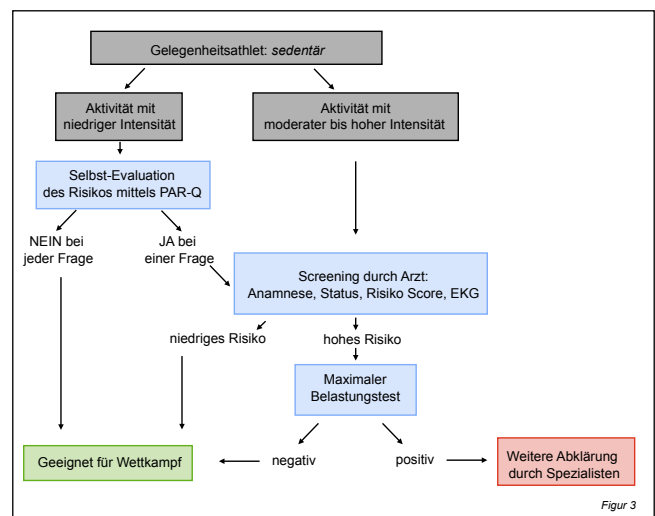 Gelegenheitsathlet: sedentär
Aktivität mit
niedriger Intensität
Aktivität mit
moderater bis hoher Intensität
Selbst-Evaluation
des Risikos mittels PAR-Q
NEIN bei
jeder Frage
JA bei
einer Frage
Screening durch Arzt:
Anamnese, Status, Risiko Score, EKG
niedriges Risiko
hohes Risiko
Maximaler
Belastungstest
Geeignet für Wettkampf
negativ
positiv
Weitere Abklärung
durch Spezialisten
Figur 3